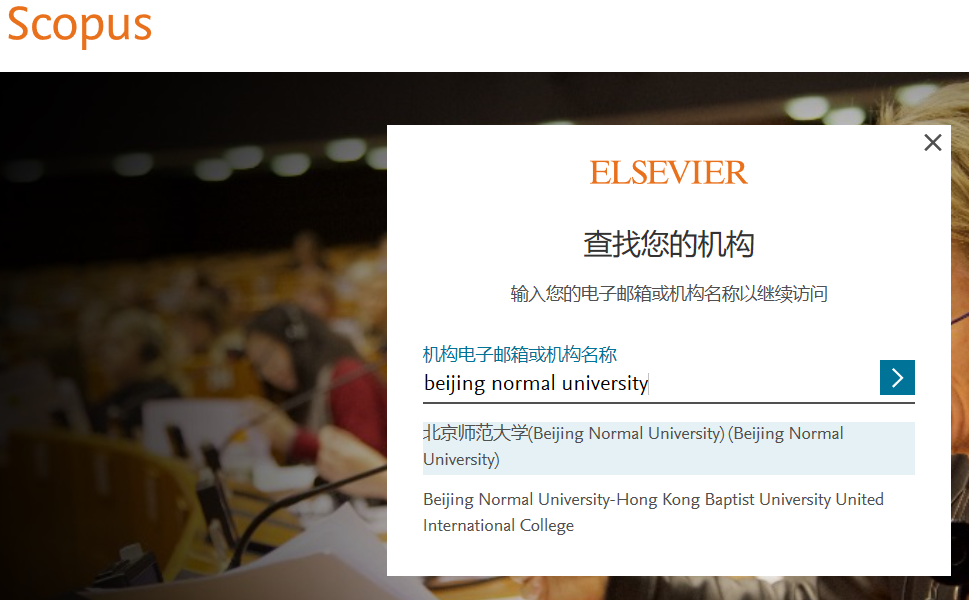 Scopus
ELSEVIER
查找您的机构
输入您的电子邮箱或机构名称以继续访问
机构电子邮箱或机构名称
beijing normal university
北京师范大学(Beijing Normal University) (Beijing Normal
University)
Beijing Normal University-Hong Kong Baptist University United
International College